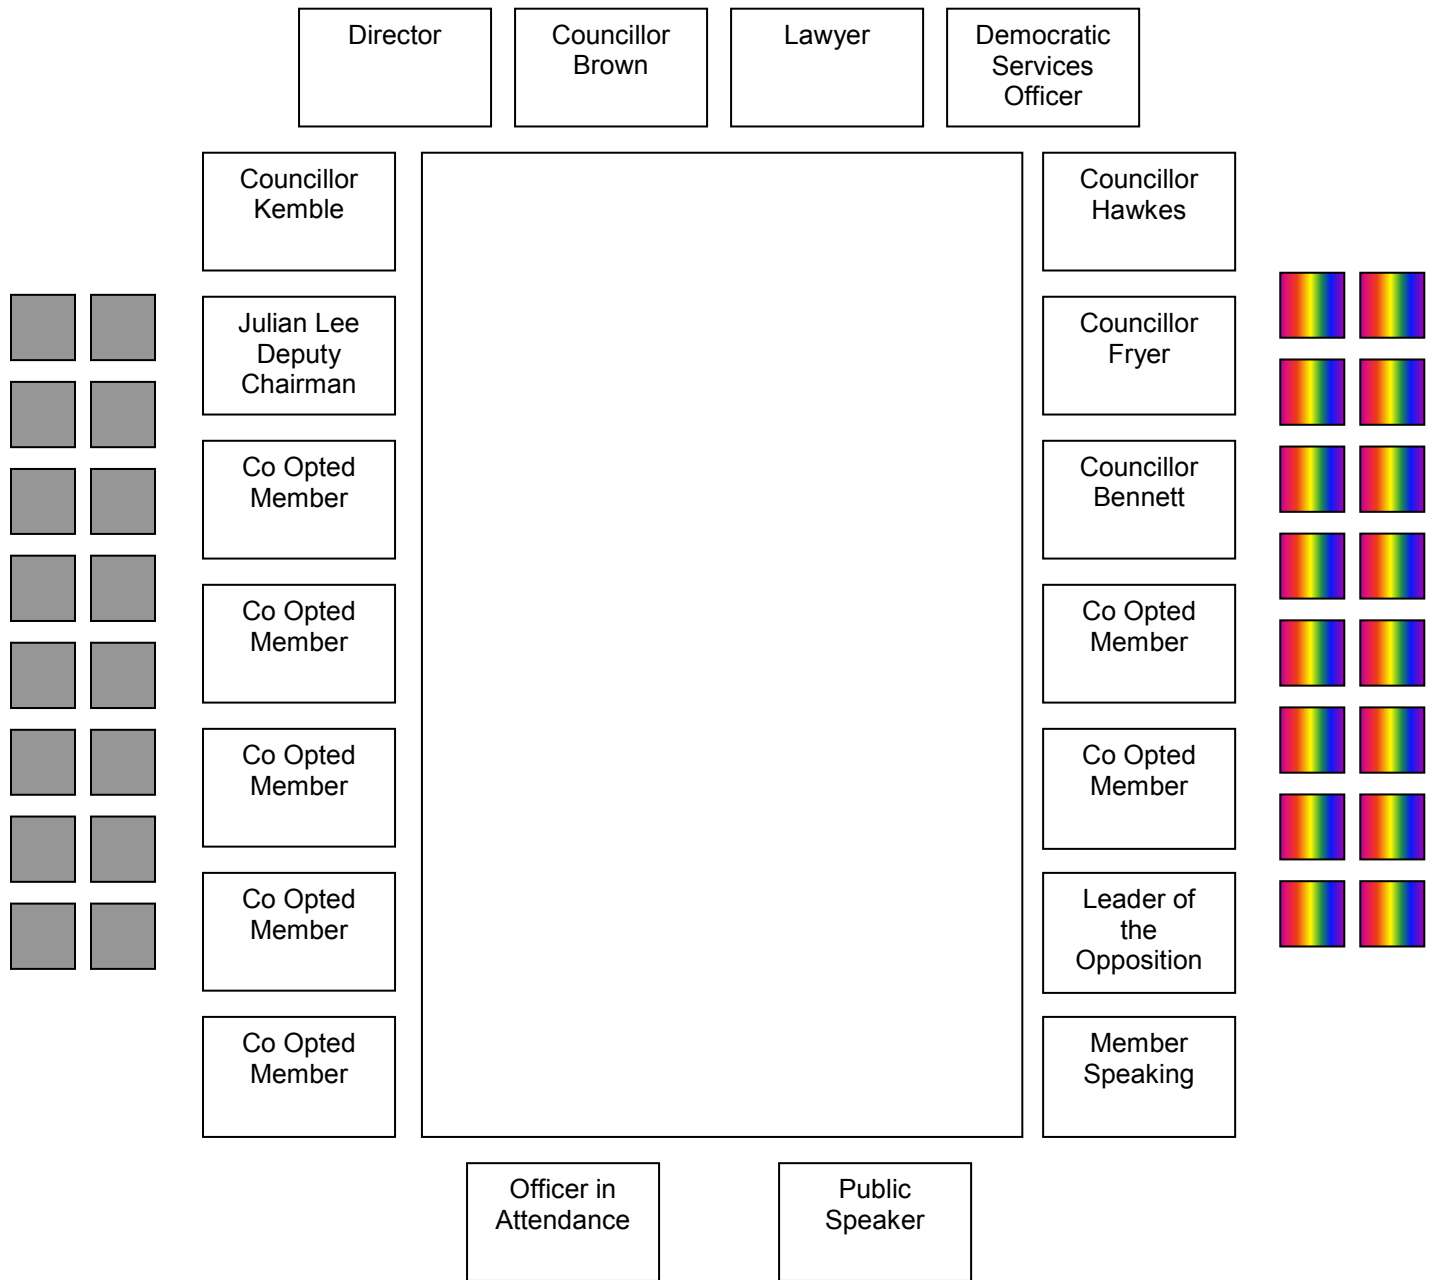 Director
Councillor
Brown
Lawyer
Democratic
Services
Officer
Councillor
Kemble
Councillor
Hawkes
Julian Lee
Deputy
Chairman
Councillor
Fryer
Co Opted
Member
Councillor
Bennett
Co Opted
Member
Co Opted
Member
Co Opted
Member
Co Opted
Member
Co Opted
Member
Leader of
the
Opposition
Co Opted
Member
Member
Speaking
Officer in
Attendance
Public
Speaker